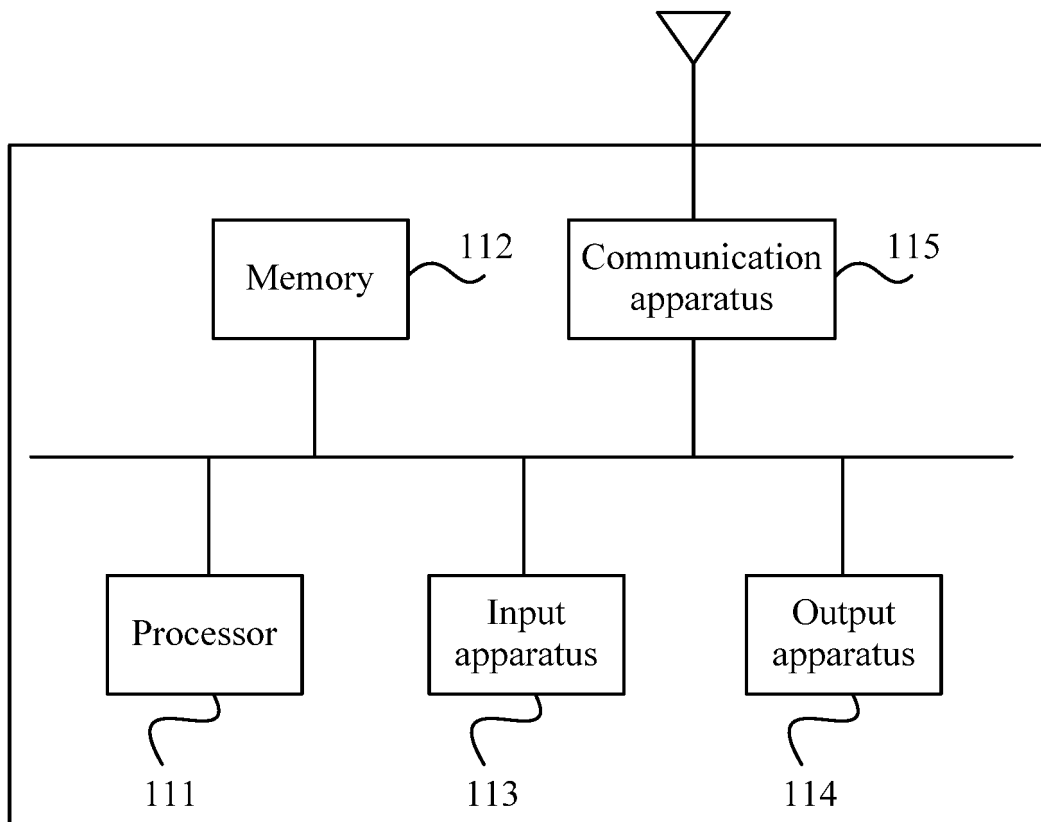 112
Memory
Communication
apparatus
115
Processor
Input
apparatus
Output
apparatus
111
113
114